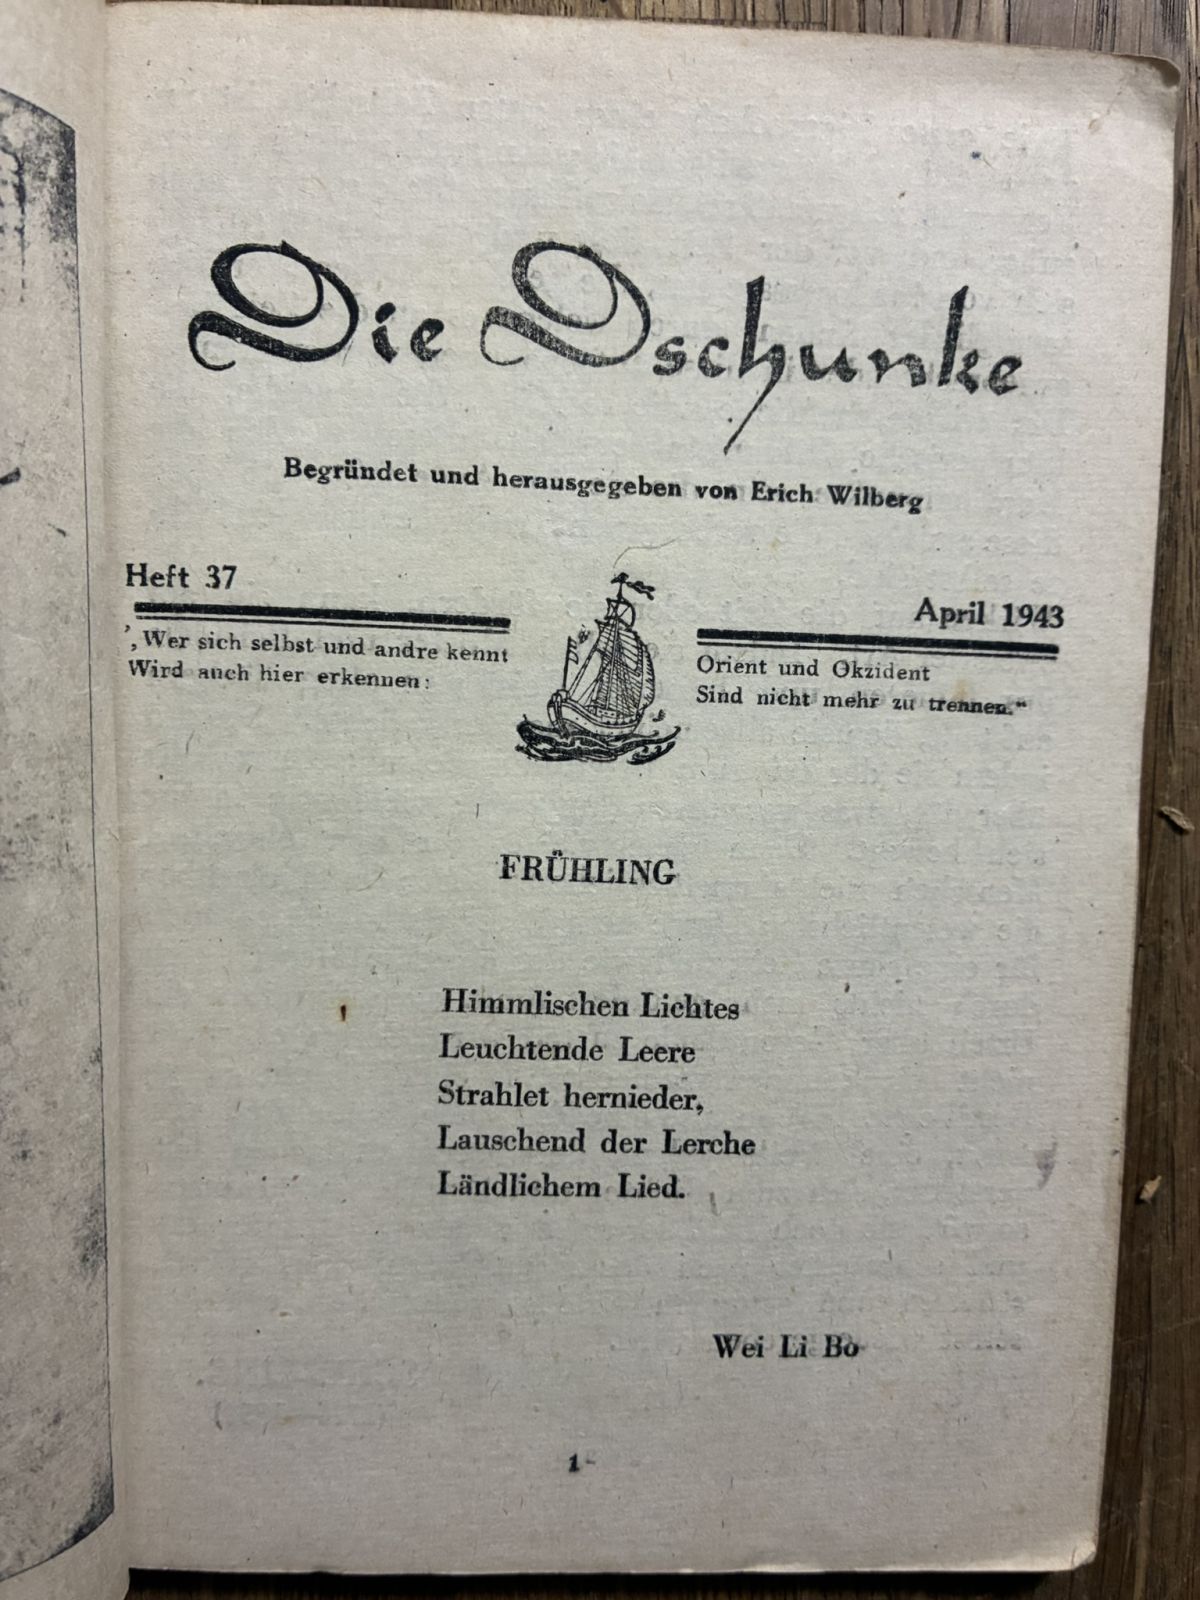 Die Dschunke
Begründet und herausgegeben von Erich Wilberg
Heft 37
April 1943
„Wer sich selbst und andre kennt
Wird auch hier erkennen:
Orient und Okzident
Sind nicht mehr zu trennen.“
FRÜHLING
Himmlischen Lichtes
Leuchtende Leere
Strahlet hernieder,
Lauschend der Lerche
Ländlichem Lied.
Wei Li Bo
1